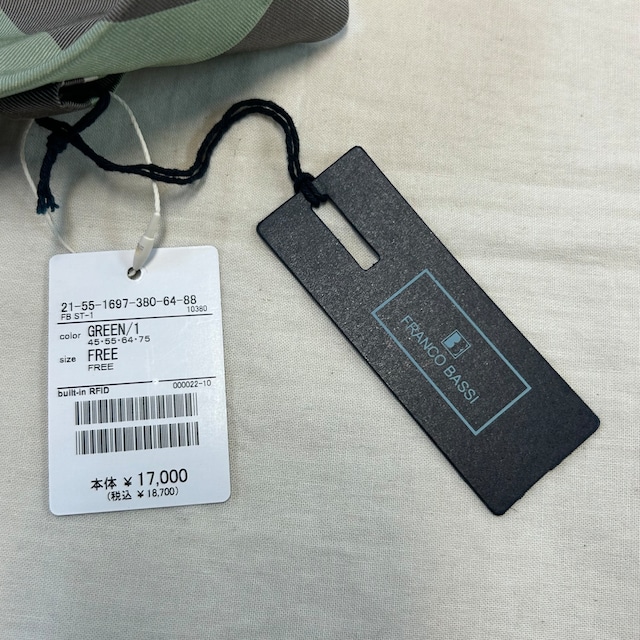 21-55-1697-380-64-88
FB ST-1 10380
color GREEN/1
45·55·64·75
size FREE
FREE
built-in RFID 000022-10
本体 ¥ 17,000
(税込 ¥ 18,700)
B
FRANCO BASSI